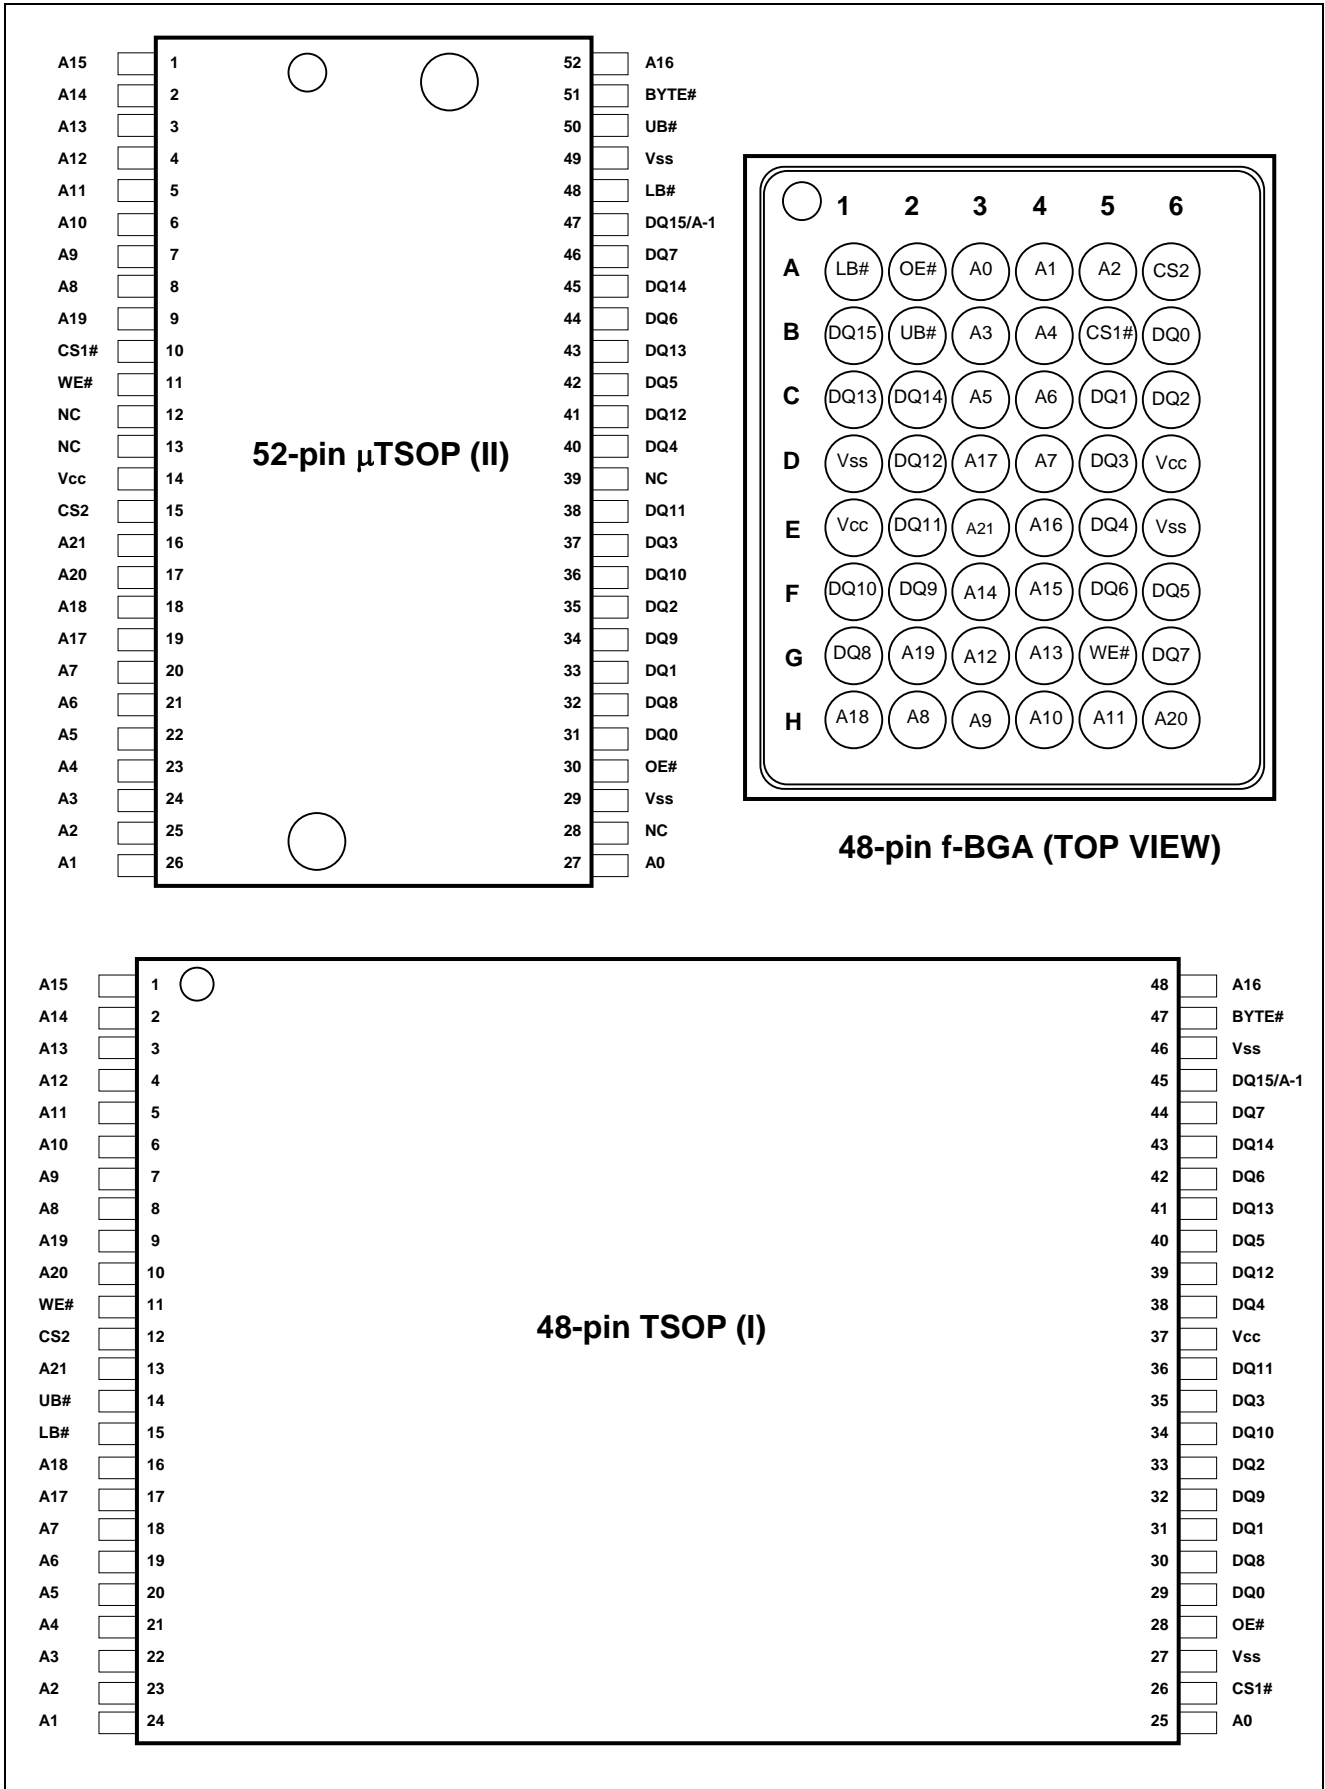 A15 1 52 A16
A14 2 51 BYTE#
A13 3 50 UB#
A12 4 49 Vss
A11 5 48 LB#
A10 6 47 DQ15/A-1
A9 7 46 DQ7
A8 8 45 DQ14
A19 9 44 DQ6
CS1# 10 43 DQ13
WE# 11 42 DQ5
NC 12 41 DQ12
NC 13 40 DQ4
52-pin µTSOP (II)
Vcc 14 39 NC
CS2 15 38 DQ11
A21 16 37 DQ3
A20 17 36 DQ10
A18 18 35 DQ2
A17 19 34 DQ9
A7 20 33 DQ1
A6 21 32 DQ8
A5 22 31 DQ0
A4 23 30 OE#
A3 24 29 Vss
A2 25 28 NC
A1 26 27 A0
1 2 3 4 5 6
A LB# OE# A0 A1 A2 CS2
B DQ15 UB# A3 A4 CS1# DQ0
C DQ13 DQ14 A5 A6 DQ1 DQ2
D Vss DQ12 A17 A7 DQ3 Vcc
E Vcc DQ11 A21 A16 DQ4 Vss
F DQ10 DQ9 A14 A15 DQ6 DQ5
G DQ8 A19 A12 A13 WE# DQ7
H A18 A8 A9 A10 A11 A20
48-pin f-BGA (TOP VIEW)
A15 1 48 A16
A14 2 47 BYTE#
A13 3 46 Vss
A12 4 45 DQ15/A-1
A11 5 44 DQ7
A10 6 43 DQ14
A9 7 42 DQ6
A8 8 41 DQ13
A19 9 40 DQ5
A20 10 39 DQ12
WE# 11 38 DQ4
48-pin TSOP (I)
CS2 12 37 Vcc
A21 13 36 DQ11
UB# 14 35 DQ3
LB# 15 34 DQ10
A18 16 33 DQ2
A17 17 32 DQ9
A7 18 31 DQ1
A6 19 30 DQ8
A5 20 29 DQ0
A4 21 28 OE#
A3 22 27 Vss
A2 23 26 CS1#
A1 24 25 A0